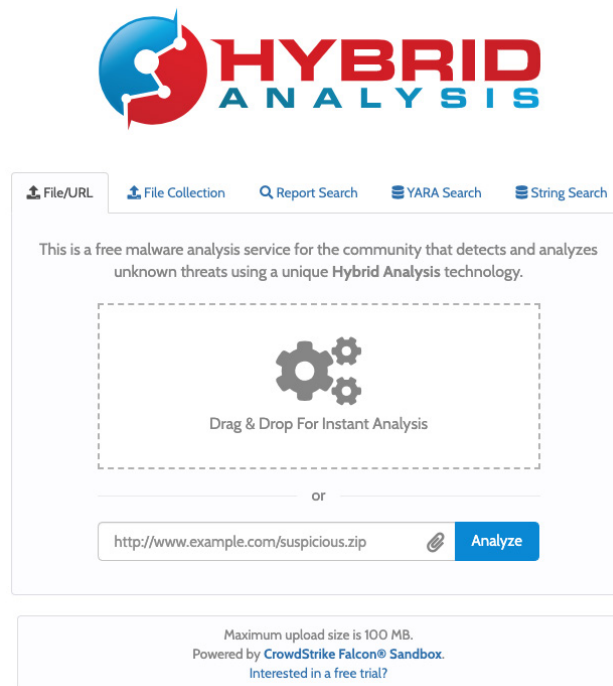 HYBRID
ANALYSIS
File/URL File Collection Report Search YARA Search String Search
This is a free malware analysis service for the community that detects and analyzes
unknown threats using a unique Hybrid Analysis technology.
Drag & Drop For Instant Analysis
or
http://www.example.com/suspicious.zip Analyze
Maximum upload size is 100 MB.
Powered by CrowdStrike Falcon® Sandbox.
Interested in a free trial?